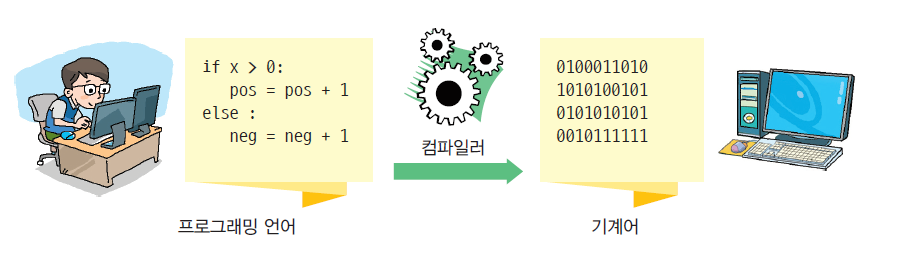 if x > 0:
   pos = pos + 1
else :
   neg = neg + 1
컴파일러
0100011010
1010100101
0101010101
0010111111
프로그래밍 언어
기계어